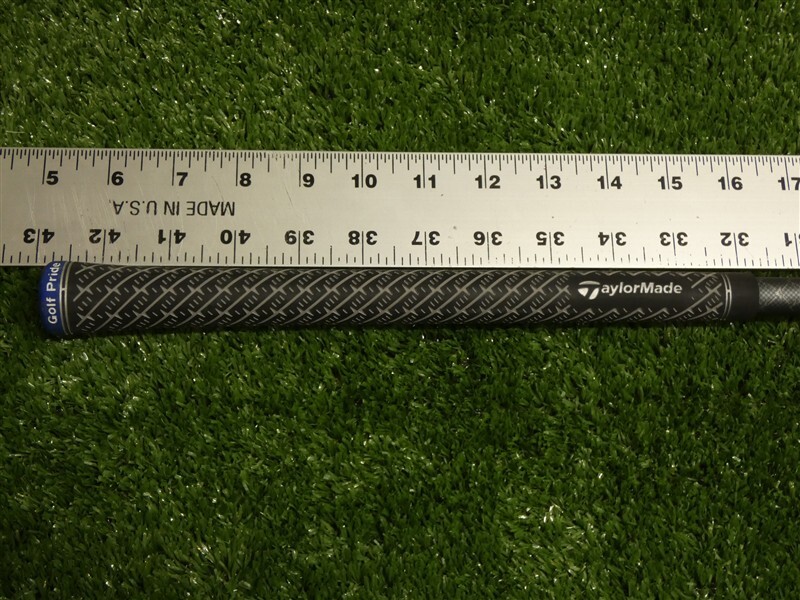 5 6 7 8 9 10 11 12 13 14 15 16 17
MADE IN U.S.A.
43 42 41 40 39 38 37 36 35 34 33 32
Golf Pride
TaylorMade